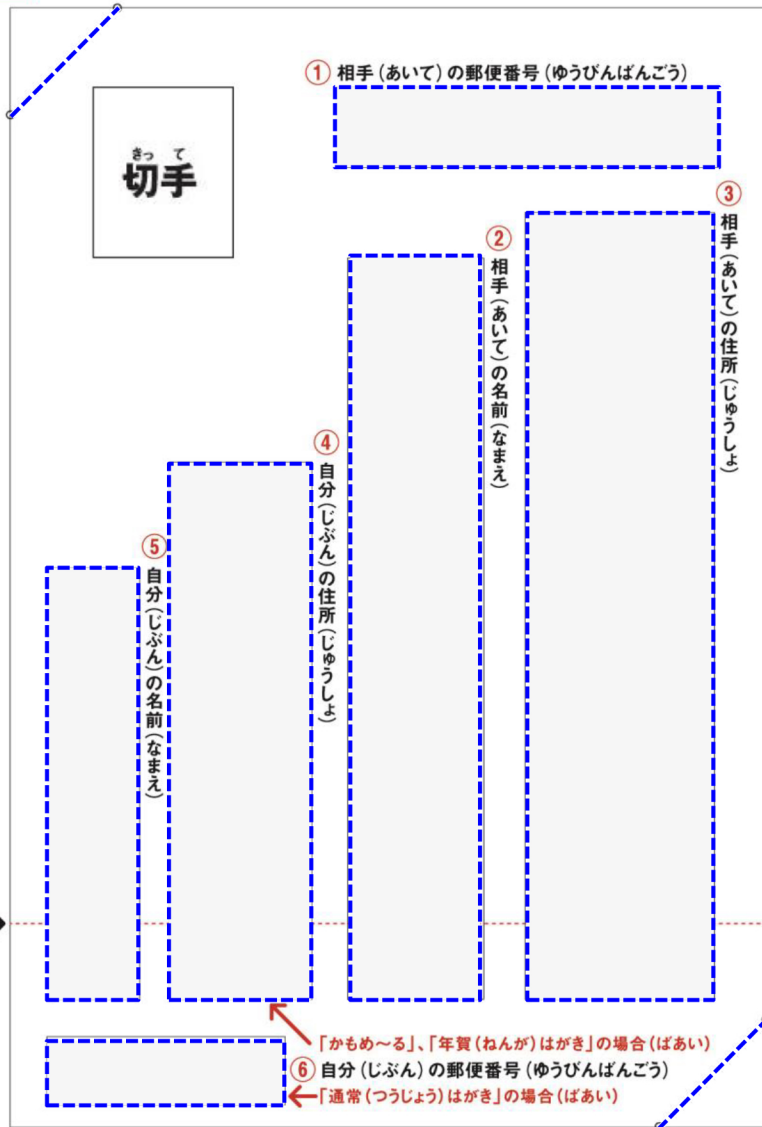 ① 相手(あいて)の郵便番号(ゆうびんばんごう)
きって
切手
③ 相手(あいて)の住所(じゅうしょ)
② 相手(あいて)の名前(なまえ)
④ 自分(じぶん)の住所(じゅうしょ)
⑤ 自分(じぶん)の名前(なまえ)
「かもめ~る」、「年賀(ねんが)はがき」の場合(ばあい)
⑥ 自分(じぶん)の郵便番号(ゆうびんばんごう)
「通常(つうじょう)はがき」の場合(ばあい)